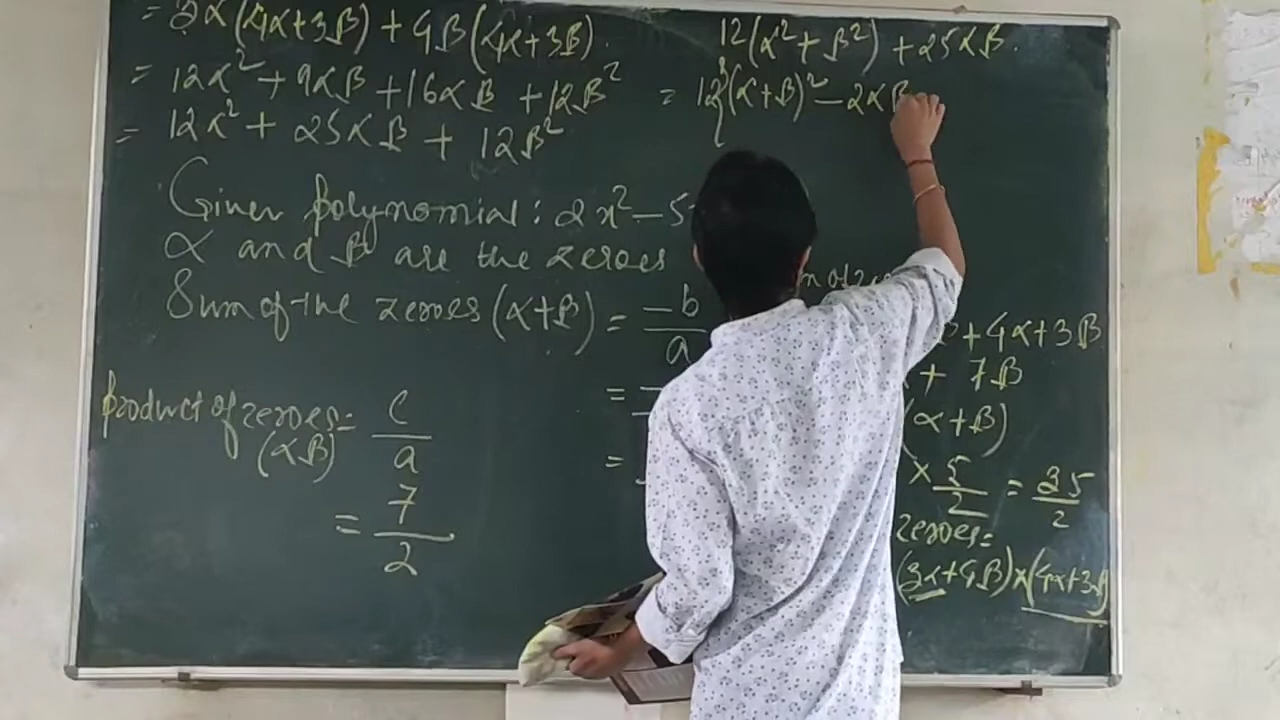 = 3α(4α+3β) + 4β(4α+3β).
= 12α² + 9αβ + 16αβ + 12β²
= 12α² + 25αβ + 12β²
Given polynomial: 2x² - 5
α and β are the zeroes
Sum of the zeroes (α+β) = -b/a
=
=
product of zeroes = c/a
(αβ)
= 7/2
12(α² + β²) + 25αβ.
= 12{(α+β)² - 2αβ
+ 4α + 3β
+ 7β
(α+β)
× 5/2 = 35/2
zeroes =
(3α+4β)×(4α+3β)